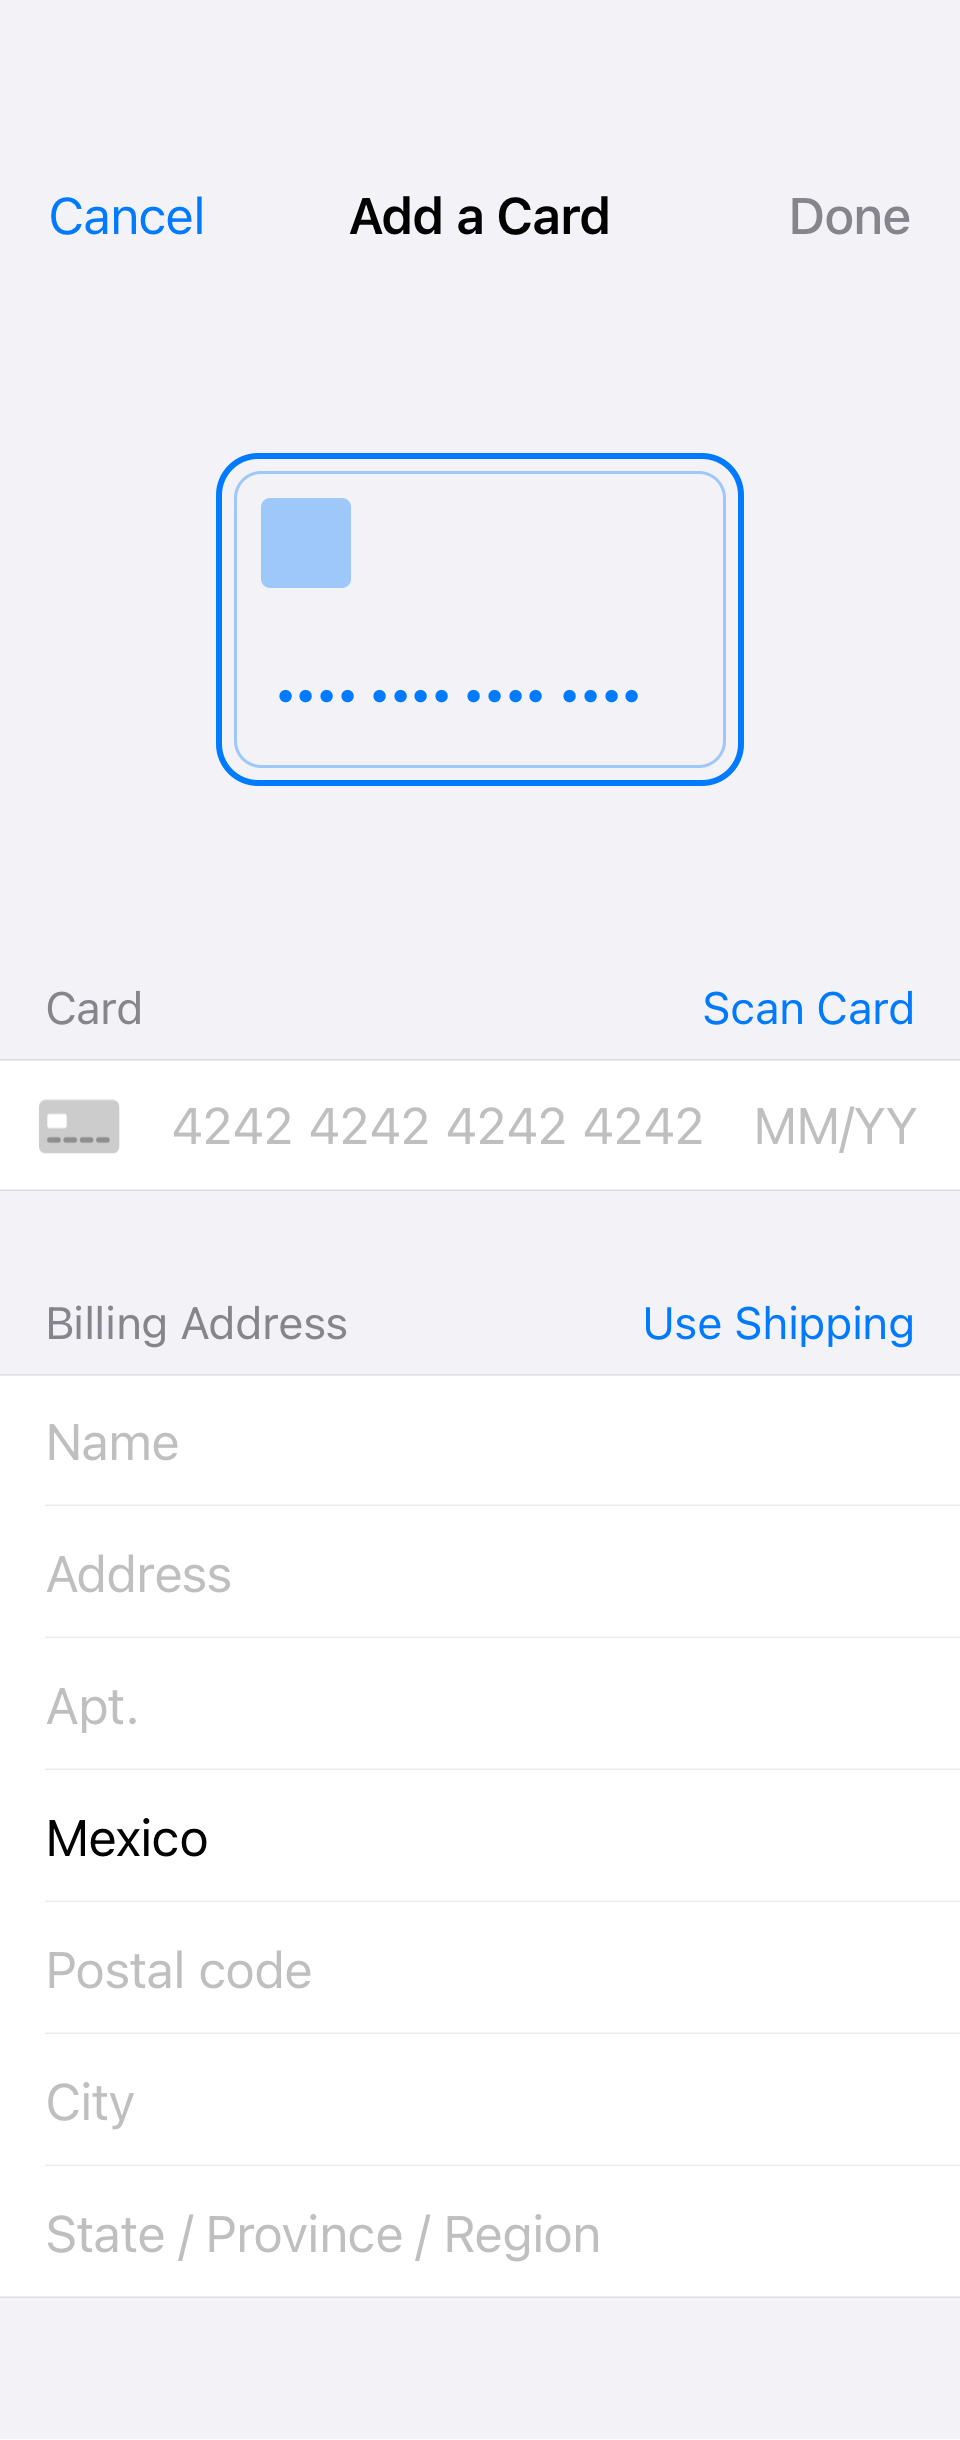 Cancel Add a Card Done
Card Scan Card
4242 4242 4242 4242 MM/YY
Billing Address Use Shipping
Name
Address
Apt.
Mexico
Postal code
City
State / Province / Region